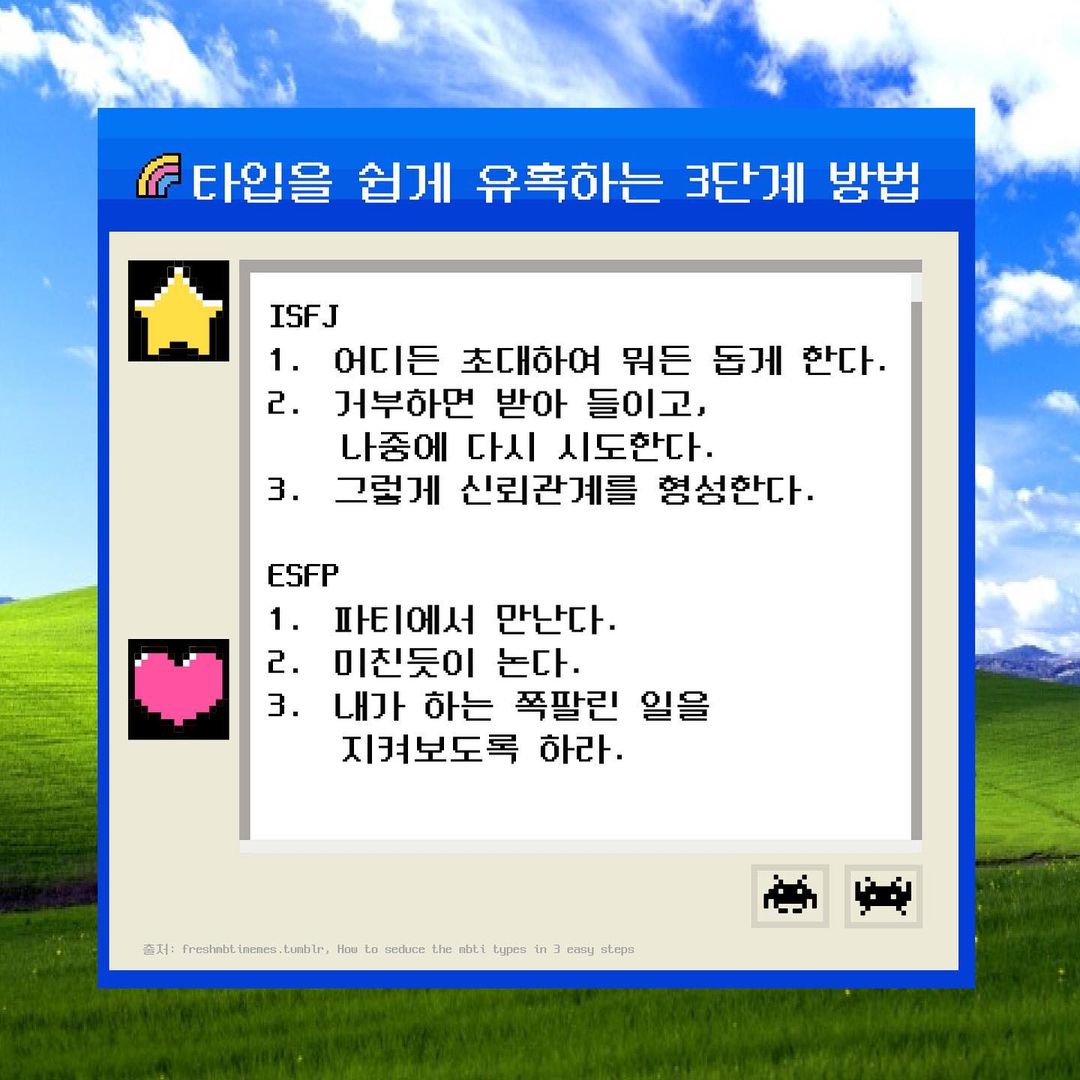 타입을 쉽게 유혹하는 3단계 방법
ISFJ
1. 어디든 초대하여 뭐든 돕게 한다.
2. 거부하면 받아 들이고,
나중에 다시 시도한다.
3. 그렇게 신뢰관계를 형성한다.
ESFP
1. 파티에서 만난다.
2. 미친듯이 논다.
3. 내가 하는 쪽팔린 일을
지켜보도록 하라.
출처: freshmbtimemes.tumblr, How to seduce the mbti types in 3 easy steps